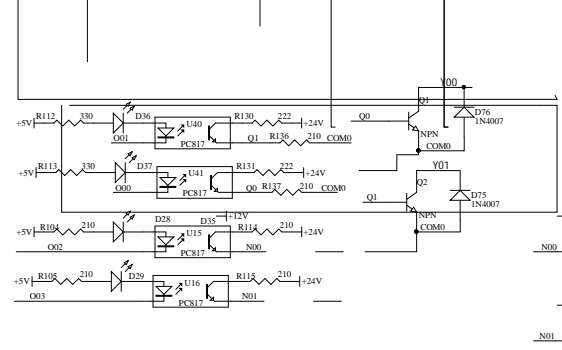 Y00
Q1
R112 330 D36 U40 R130 222 Q0 D76
+5V +24V 1N4007
R136 210 NPN
O01 PC817 Q1 COM0 COM0
R113 330 D37 U41 R131 222 Y01
+5V +24V Q2
O00 PC817 Q0 R137 210 COM0 Q1 D75
1N4007
+12V NPN
R104 210 D28 D35 R114 210 COM0
+5V U15 +24V
O02 PC817 N00 N00
R105 210 D29 U16 R115 210
+5V +24V
O03 PC817 N01
N01